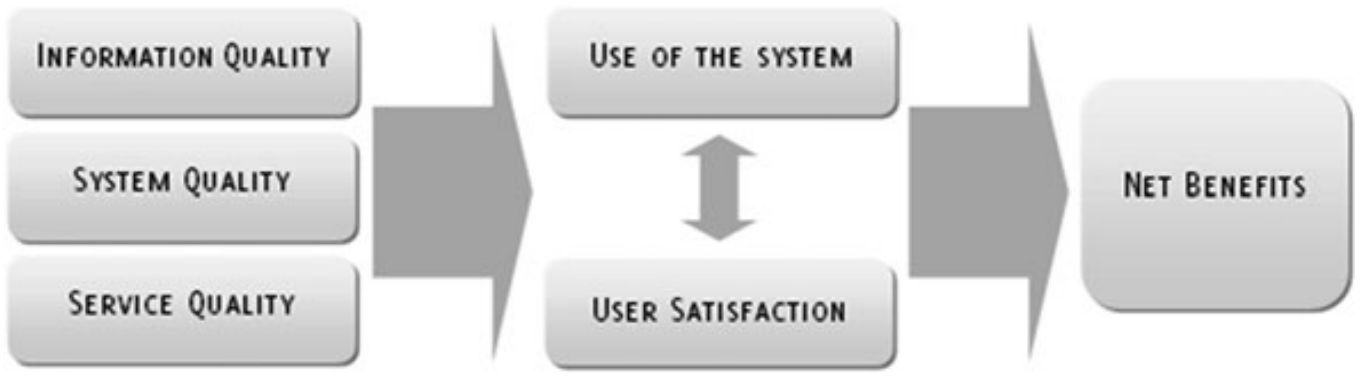 Information Quality
System Quality
Service Quality
Use of the system
User Satisfaction
Net Benefits